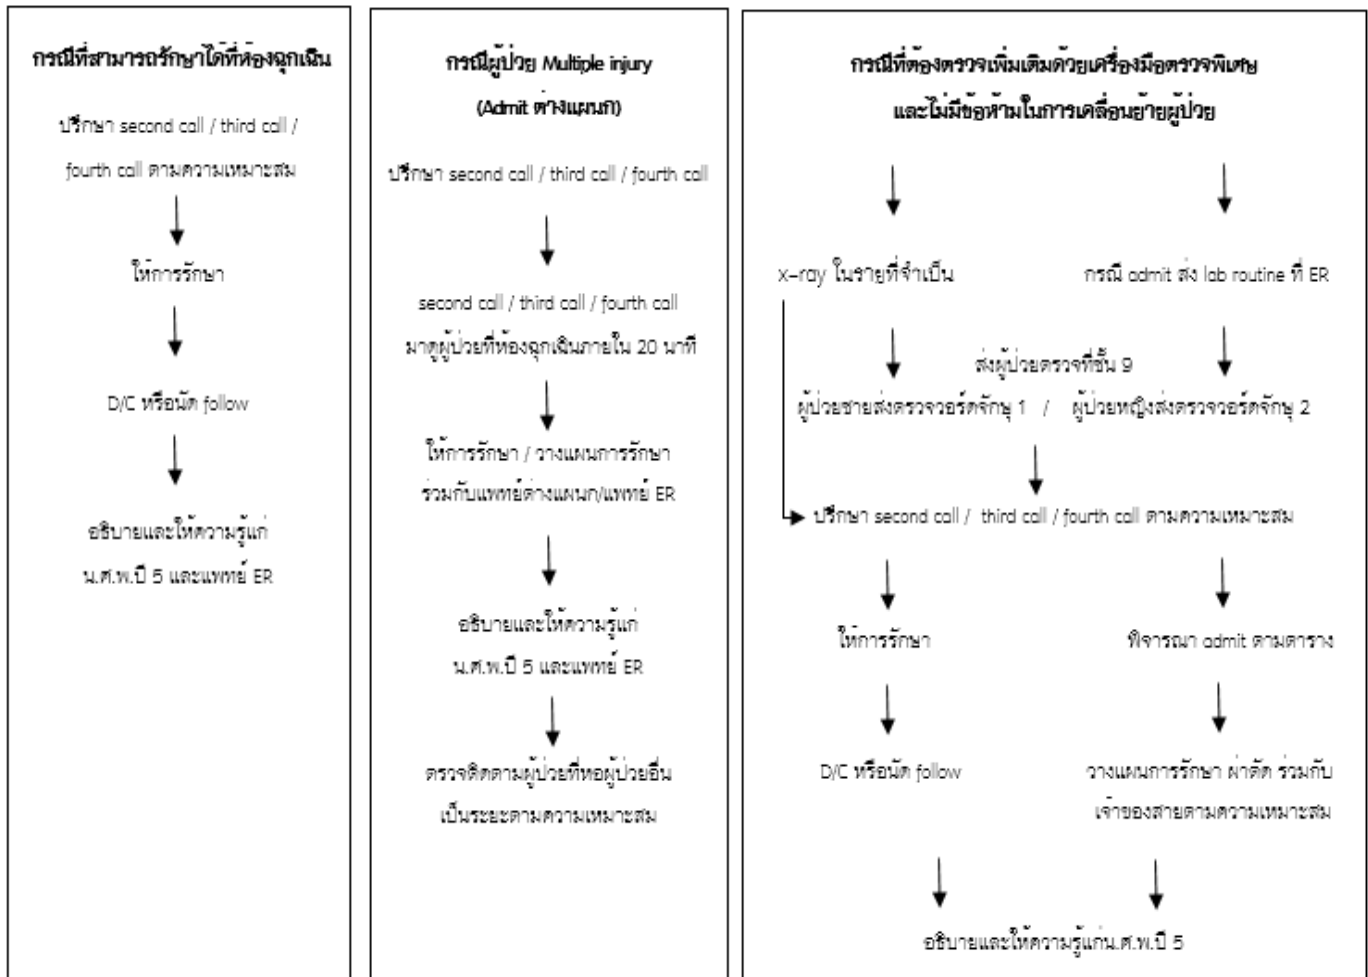 กรณีที่สามารถรักษาได้ที่ห้องฉุกเฉิน
ปรึกษา second call / third call /
fourth call ตามความเหมาะสม
ให้การรักษา
D/C หรือนัด follow
อธิบายและให้ความรู้แก่
น.ศ.พ.ปี 5 และแพทย์ ER
กรณีผู้ป่วย Multiple injury
(Admit ต่างแผนก)
ปรึกษา second call / third call / fourth call
second call / third call / fourth call
มาดูผู้ป่วยที่ห้องฉุกเฉินภายใน 20 นาที
ให้การรักษา / วางแผนการรักษา
ร่วมกับแพทย์ต่างแผนก/แพทย์ ER
อธิบายและให้ความรู้แก่
น.ศ.พ.ปี 5 และแพทย์ ER
ตรวจติดตามผู้ป่วยที่หอผู้ป่วยอื่น
เป็นระยะตามความเหมาะสม
กรณีที่ต้องตรวจเพิ่มเติมด้วยเครื่องมือตรวจพิเศษ
และไม่มีข้อห้ามในการเคลื่อนย้ายผู้ป่วย
x-ray ในรายที่จำเป็น
กรณี admit ส่ง lab routine ที่ ER
ส่งผู้ป่วยตรวจที่ชั้น 9
ผู้ป่วยชายส่งตรวจวอร์ดจักษุ 1 / ผู้ป่วยหญิงส่งตรวจวอร์ดจักษุ 2
ปรึกษา second call / third call / fourth call ตามความเหมาะสม
ให้การรักษา
พิจารณา admit ตามตาราง
D/C หรือนัด follow
วางแผนการรักษา ผ่าตัด ร่วมกับ
เจ้าของสายตามความเหมาะสม
อธิบายและให้ความรู้แก่น.ศ.พ.ปี 5